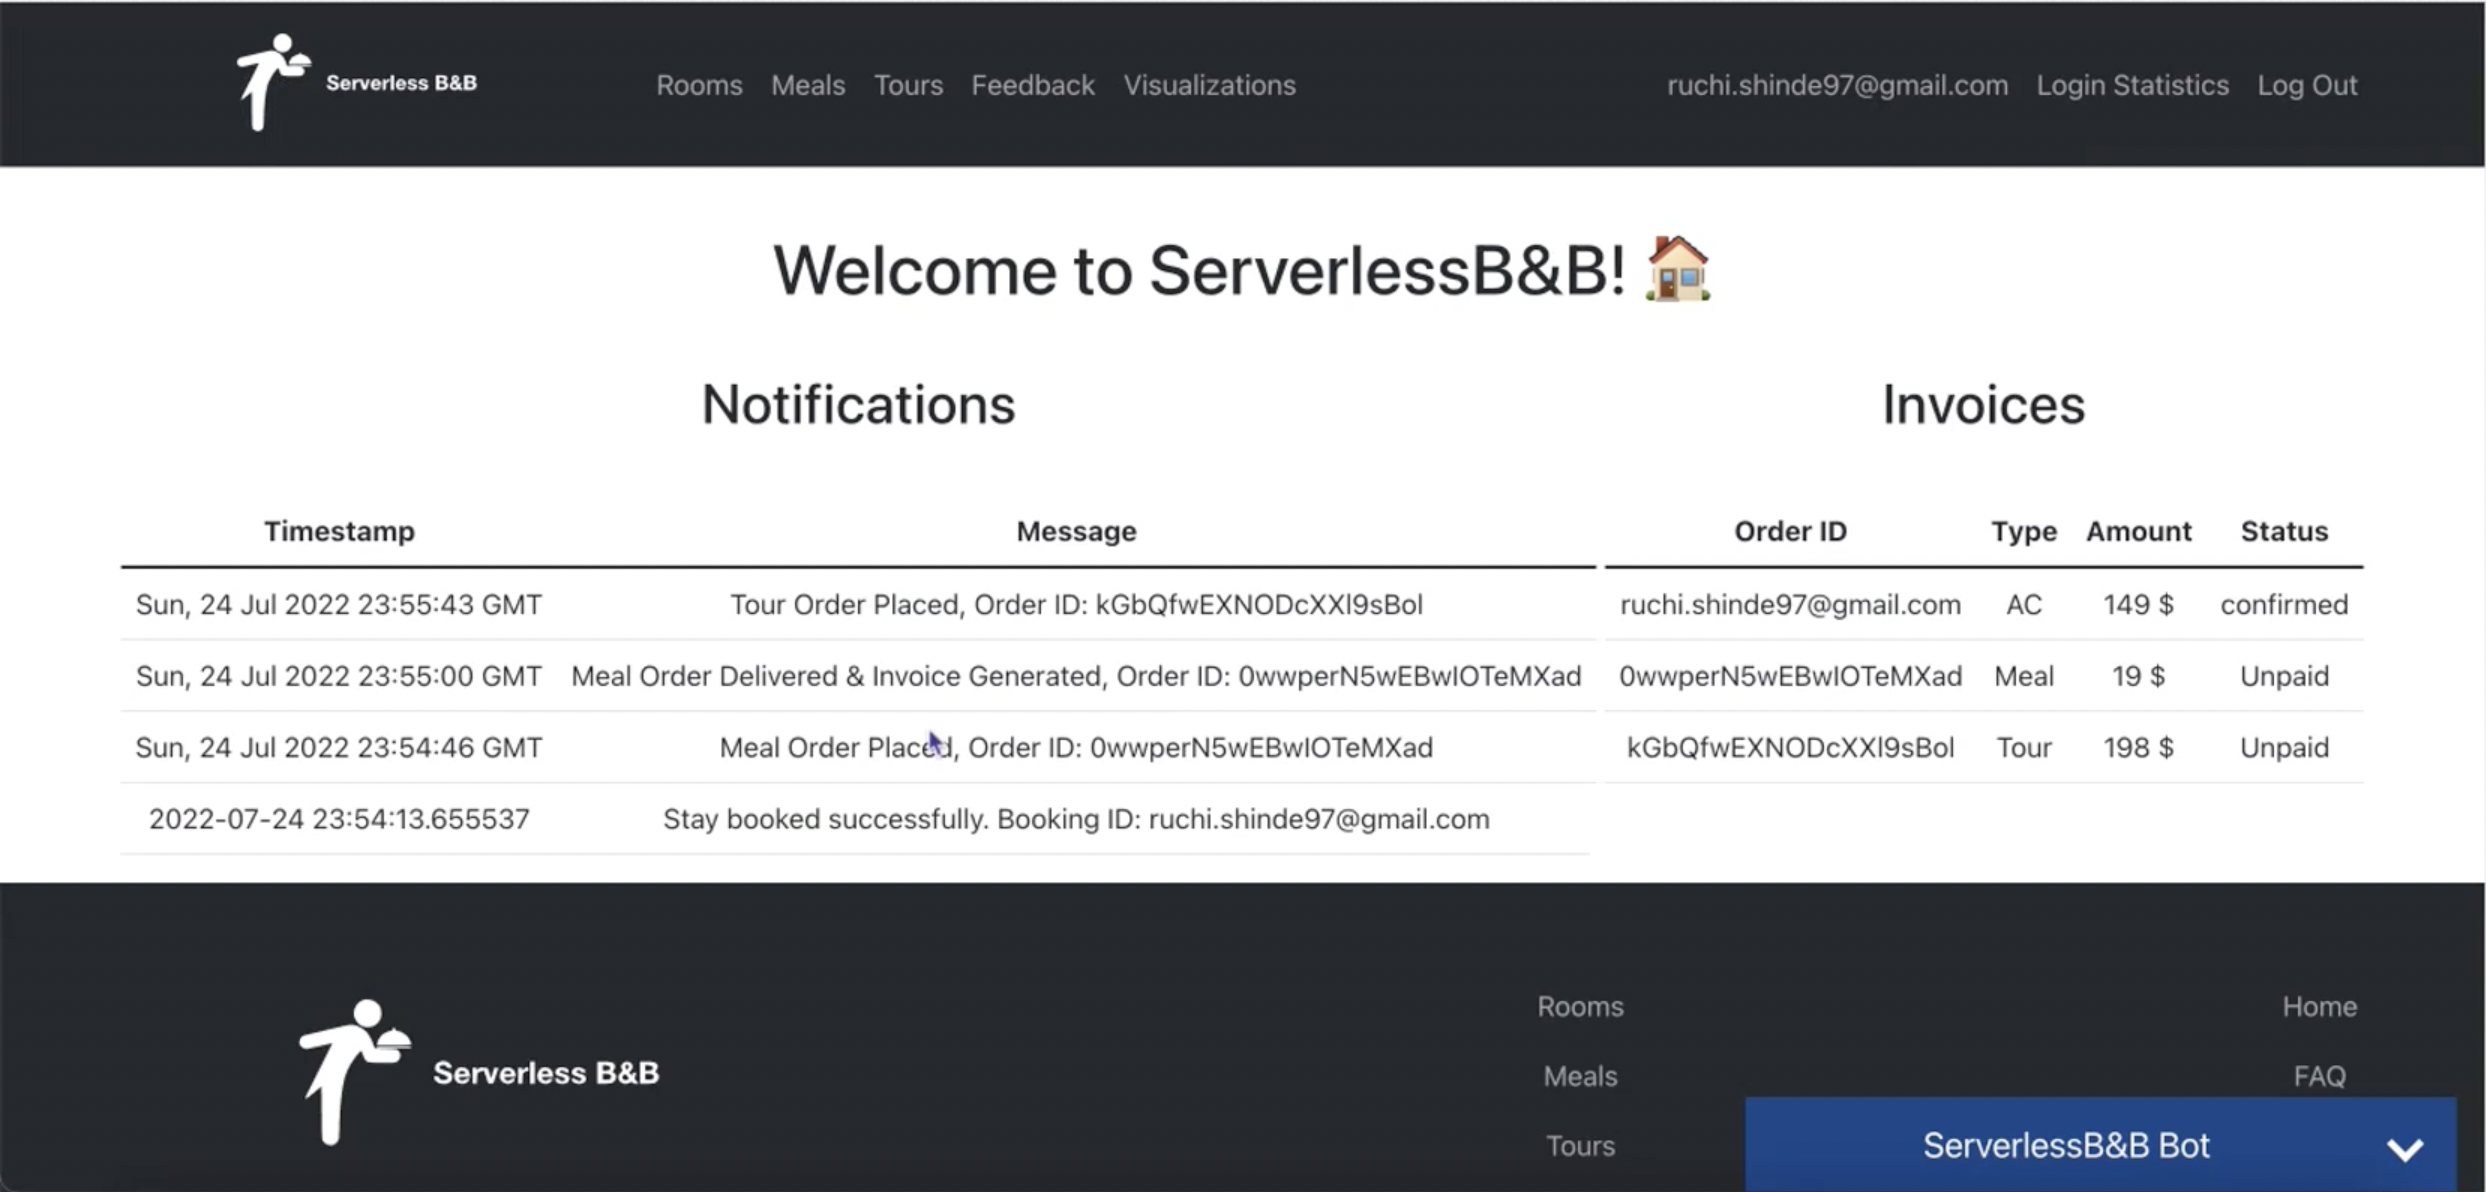 Serverless B&B Rooms Meals Tours Feedback Visualizations ruchi.shinde97@gmail.com Login Statistics Log Out
Welcome to ServerlessB&B!
Notifications
Timestamp Message
Sun, 24 Jul 2022 23:55:43 GMT Tour Order Placed, Order ID: kGbQfwEXNODcXXl9sBol
Sun, 24 Jul 2022 23:55:00 GMT Meal Order Delivered & Invoice Generated, Order ID: 0wwperN5wEBwIOTeMXad
Sun, 24 Jul 2022 23:54:46 GMT Meal Order Placed, Order ID: 0wwperN5wEBwIOTeMXad
2022-07-24 23:54:13.655537 Stay booked successfully. Booking ID: ruchi.shinde97@gmail.com
Invoices
Order ID Type Amount Status
ruchi.shinde97@gmail.com AC 149 $ confirmed
0wwperN5wEBwIOTeMXad Meal 19 $ Unpaid
kGbQfwEXNODcXXl9sBol Tour 198 $ Unpaid
Serverless B&B
Rooms
Meals
Tours
Home
FAQ
ServerlessB&B Bot